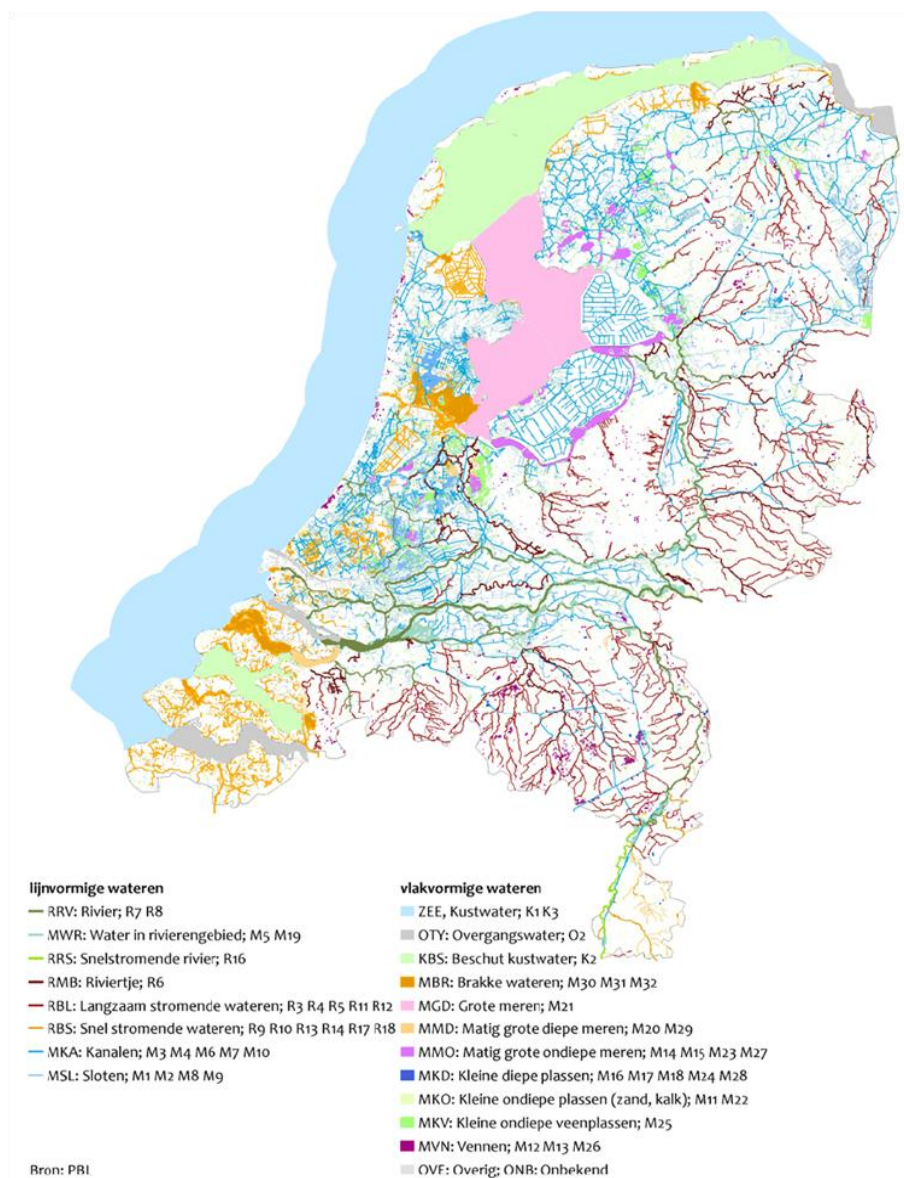 lijnvormige wateren
RRV: Rivier; R7 R8
MWR: Water in rivierengebied; M5 M19
RRS: Snelstromende rivier; R16
RMB: Riviertje; R6
RBL: Langzaam stromende wateren; R3 R4 R5 R11 R12
RBS: Snel stromende wateren; R9 R10 R13 R14 R17 R18
MKA: Kanalen; M3 M4 M6 M7 M10
MSL: Sloten; M1 M2 M8 M9
Bron: PBL
vlakvormige wateren
ZEE, Kustwater; K1 K3
OTY: Overgangswater; O2
KBS: Beschut kustwater; K2
MBR: Brakke wateren; M30 M31 M32
MGD: Grote meren; M21
MMD: Matig grote diepe meren; M20 M29
MMO: Matig grote ondiepe meren; M14 M15 M23 M27
MKD: Kleine diepe plassen; M16 M17 M18 M24 M28
MKO: Kleine ondiepe plassen (zand, kalk); M11 M22
MKV: Kleine ondiepe veenplassen; M25
MVN: Vennen; M12 M13 M26
OVE: Overig; ONB: Onbekend